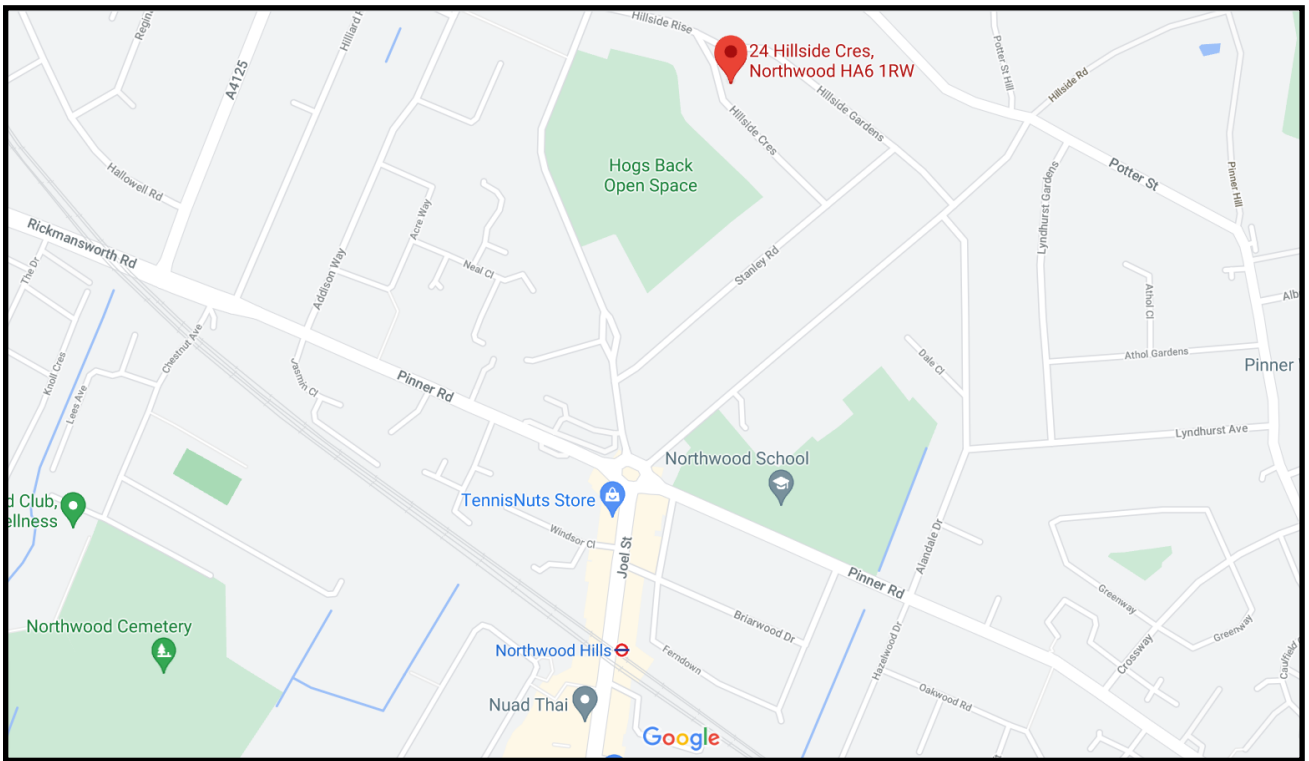 Hillside Rise
24 Hillside Cres,
Northwood HA6 1RW
A4125
Potter St Hill
Hillside Rd
Hillside Gardens
Hillside Cres
Hallowell Rd
Hogs Back
Open Space
Lyndhurst Gardens
Potter St
Pinner Hill
Acre Way
Rickmansworth Rd
The Dr
Addison Way
Neal Cl
Stanley Rd
Athol Cl
Chestnut Ave
Knoll Cres
Lees Ave
Pinner Rd
Dale Cl
Athol Gardens
Pinner
Lyndhurst Ave
Northwood School
TennisNuts Store
d Club,
ellness
Windsor Cl
Joel St
Alandale Dr
Pinner Rd
Greenway
Greenway
Briarwood Dr
Northwood Cemetery
Northwood Hills
Ferndown
Hazelwood Dr
Crossway
Oakwood Rd
Nuad Thai
Google